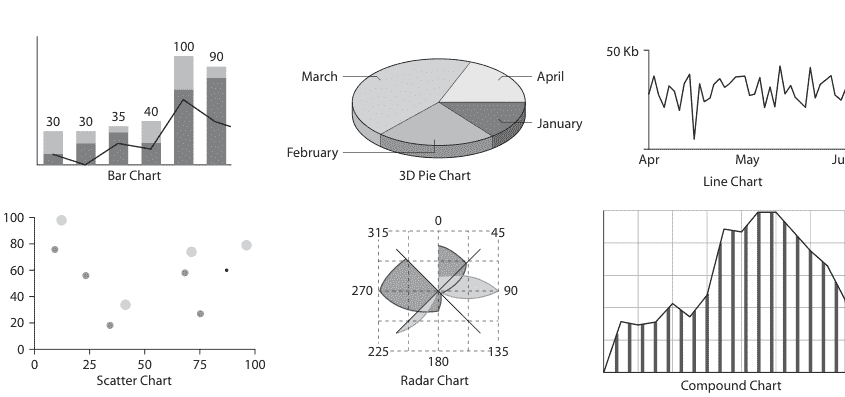 100
90
30
30
35
40
Bar Chart
March
April
January
February
3D Pie Chart
50 Kb
Apr
May
Ju
Line Chart
100
80
60
40
20
0
0
25
50
75
100
Scatter Chart
0
315
45
270
90
225
135
180
Radar Chart
Compound Chart